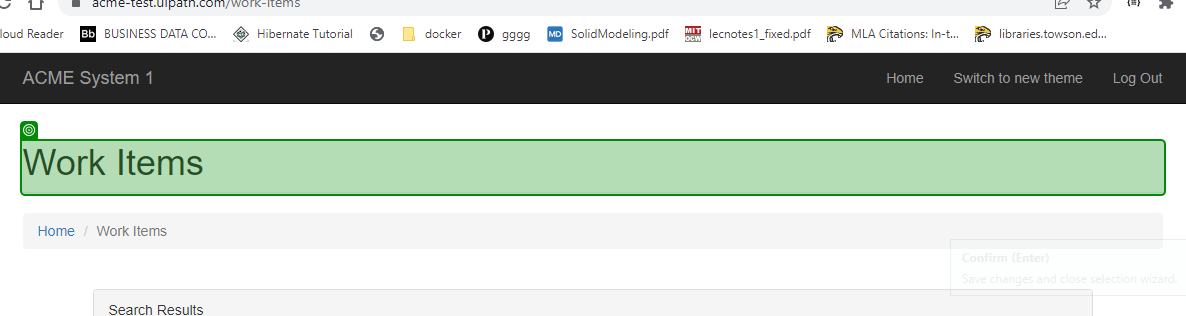 acme-test.uipath.com/work-items
loud Reader Bb BUSINESS DATA CO... Hibernate Tutorial docker P gggg MD SolidModeling.pdf MIT OCW lecnotes1_fixed.pdf MLA Citations: In-t... libraries.towson.ed...
ACME System 1 Home Switch to new theme Log Out
Work Items
Home / Work Items
Confirm (Enter)
Save changes and close selection wizard.
Search Results